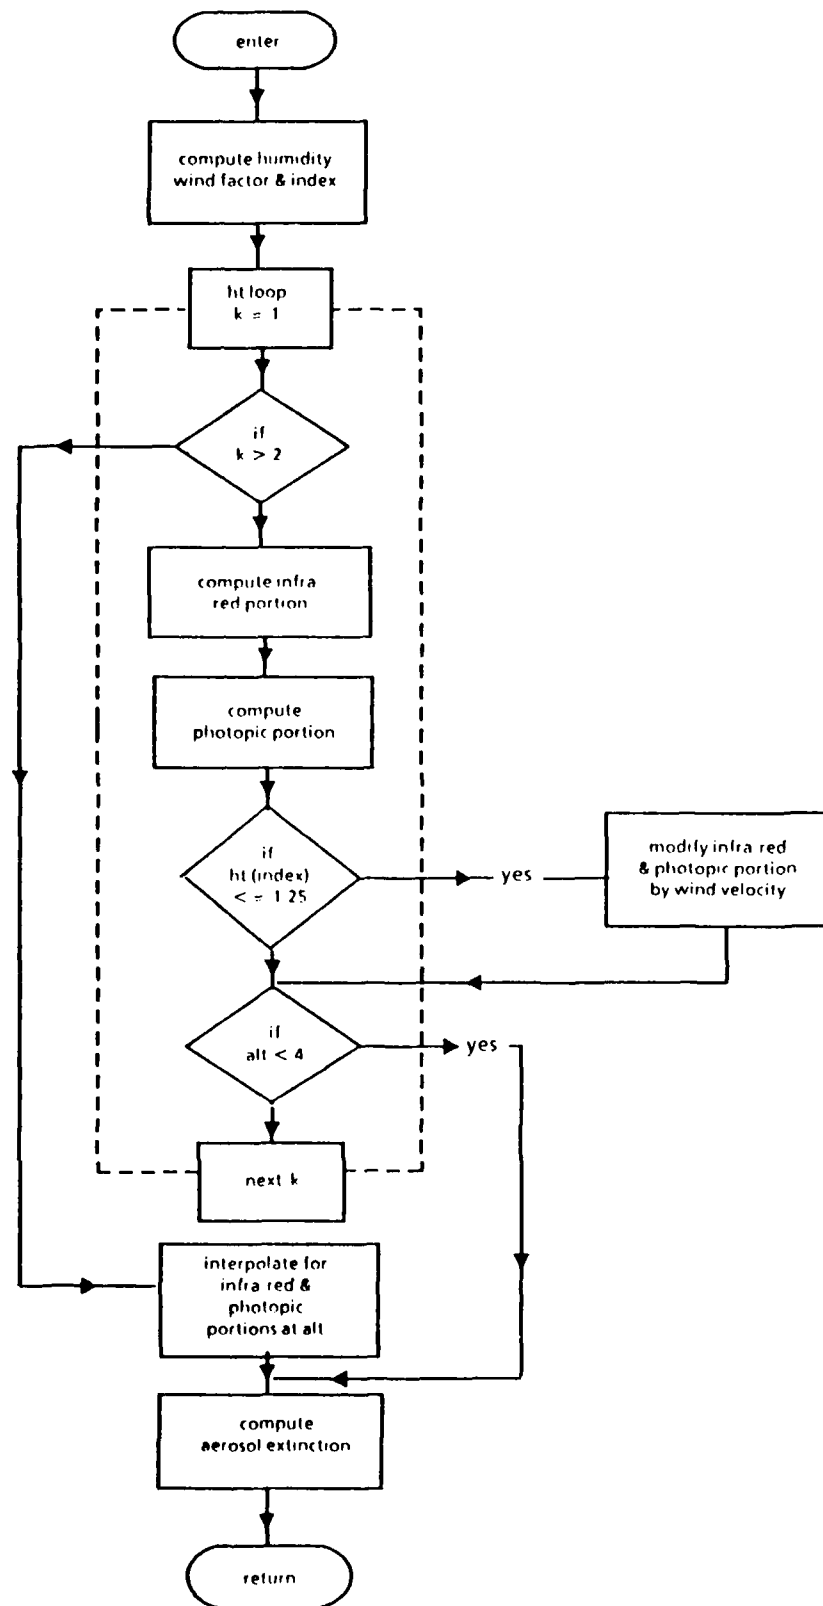 enter
compute humidity
wind factor & index
ht loop
k = 1
if
k > 2
compute infra
red portion
compute
photopic portion
if
ht (index)
< = 1.25
yes
modify infra red
& photopic portion
by wind velocity
if
alt < 4
yes
next k
interpolate for
infra red &
photopic
portions at alt
compute
aerosol extinction
return